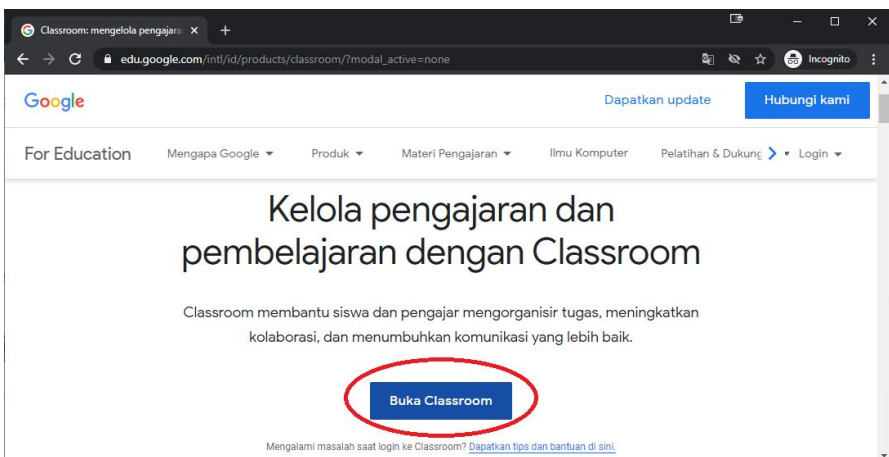 Classroom: mengelola pengajara
edu.google.com/intl/id/products/classroom/?modal_active=none
Incognito
Google
Dapatkan update
Hubungi kami
For Education
Mengapa Google
Produk
Materi Pengajaran
Ilmu Komputer
Pelatihan & Dukung
Login
Kelola pengajaran dan
pembelajaran dengan Classroom
Classroom membantu siswa dan pengajar mengorganisir tugas, meningkatkan
kolaborasi, dan menumbuhkan komunikasi yang lebih baik.
Buka Classroom
Mengalami masalah saat login ke Classroom? Dapatkan tips dan bantuan di sini.